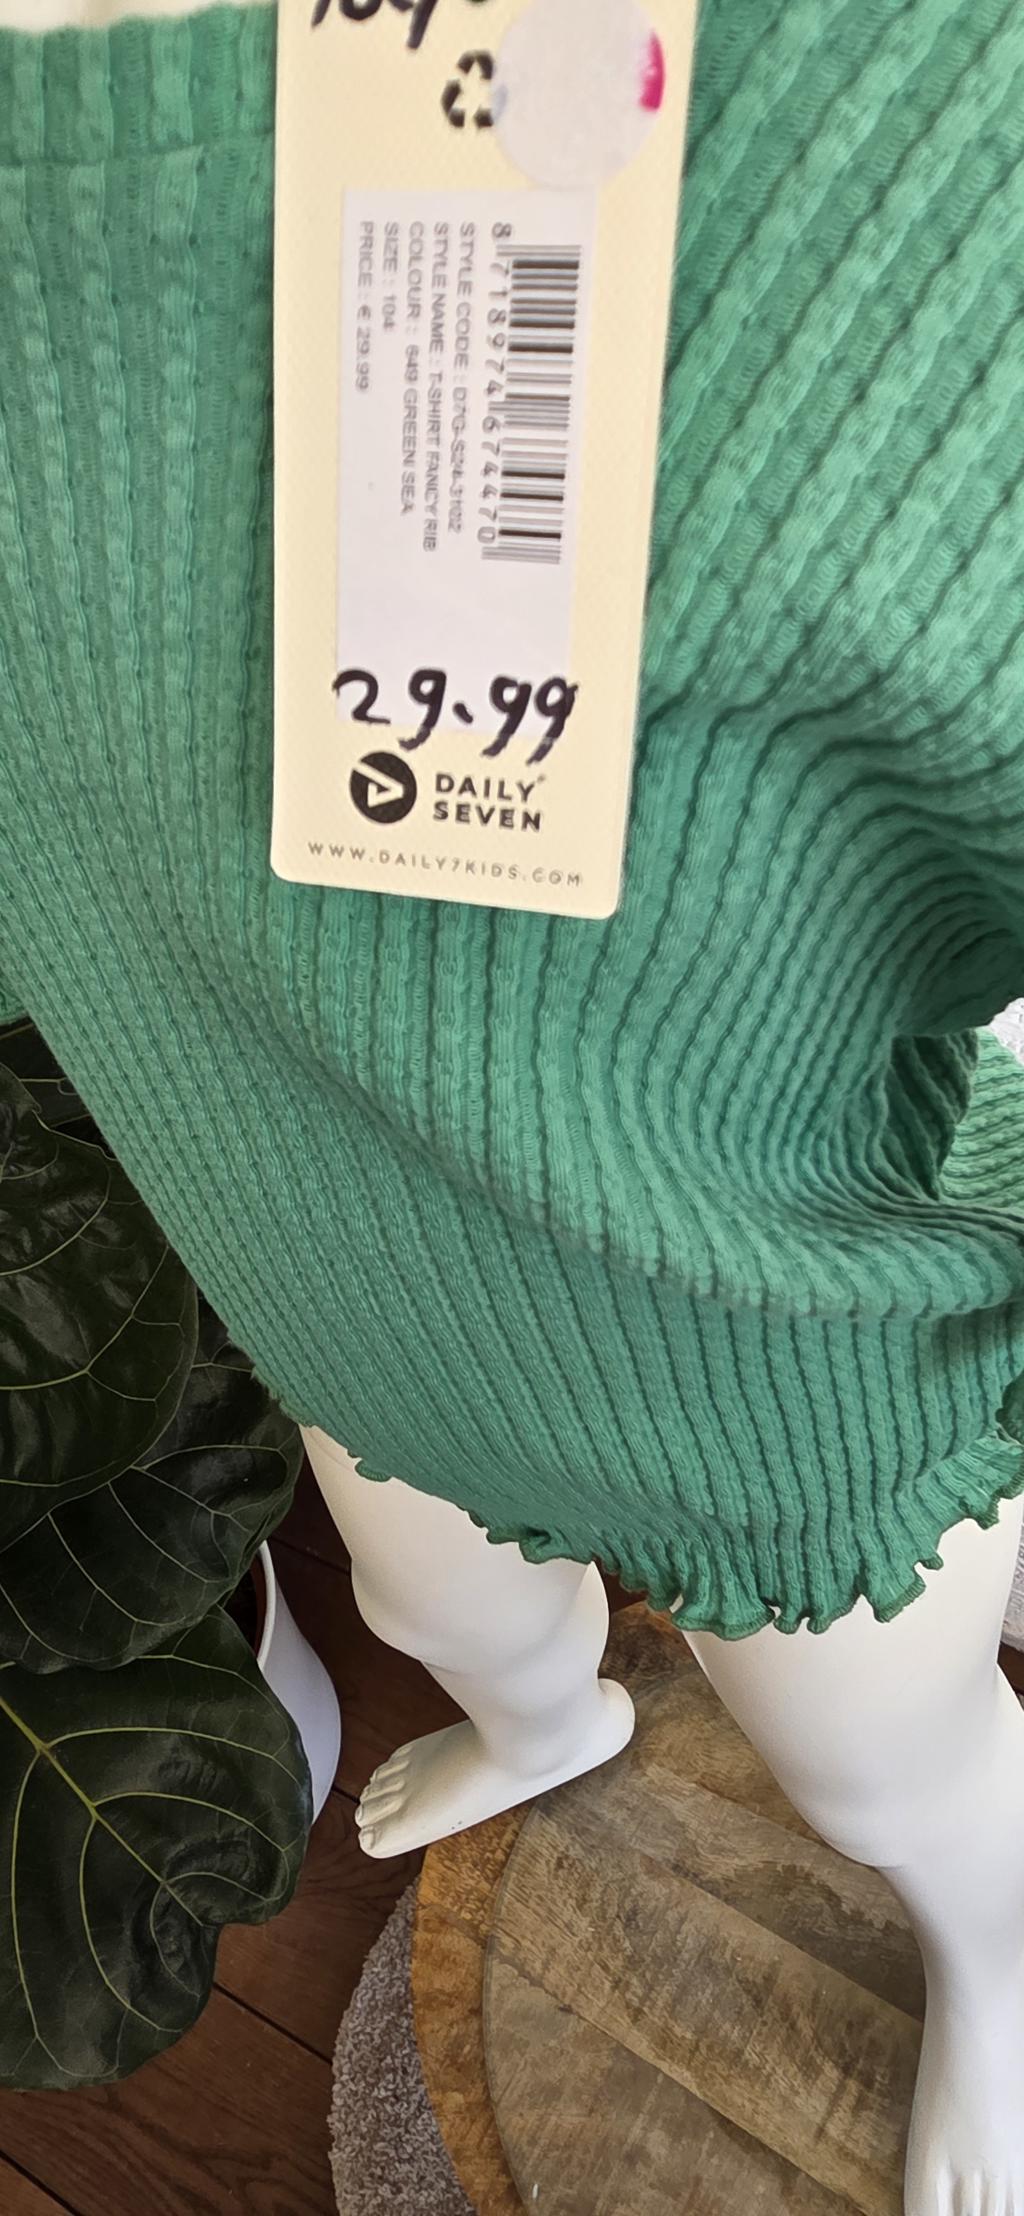 104
8718974674470
STYLE CODE : D7G-S24-3102
STYLE NAME : T-SHIRT FANCY RIB
COLOUR : 649 GREEN SEA
SIZE : 104
PRICE : € 29.99
29.99
DAILY
SEVEN
WWW.DAILY7KIDS.COM